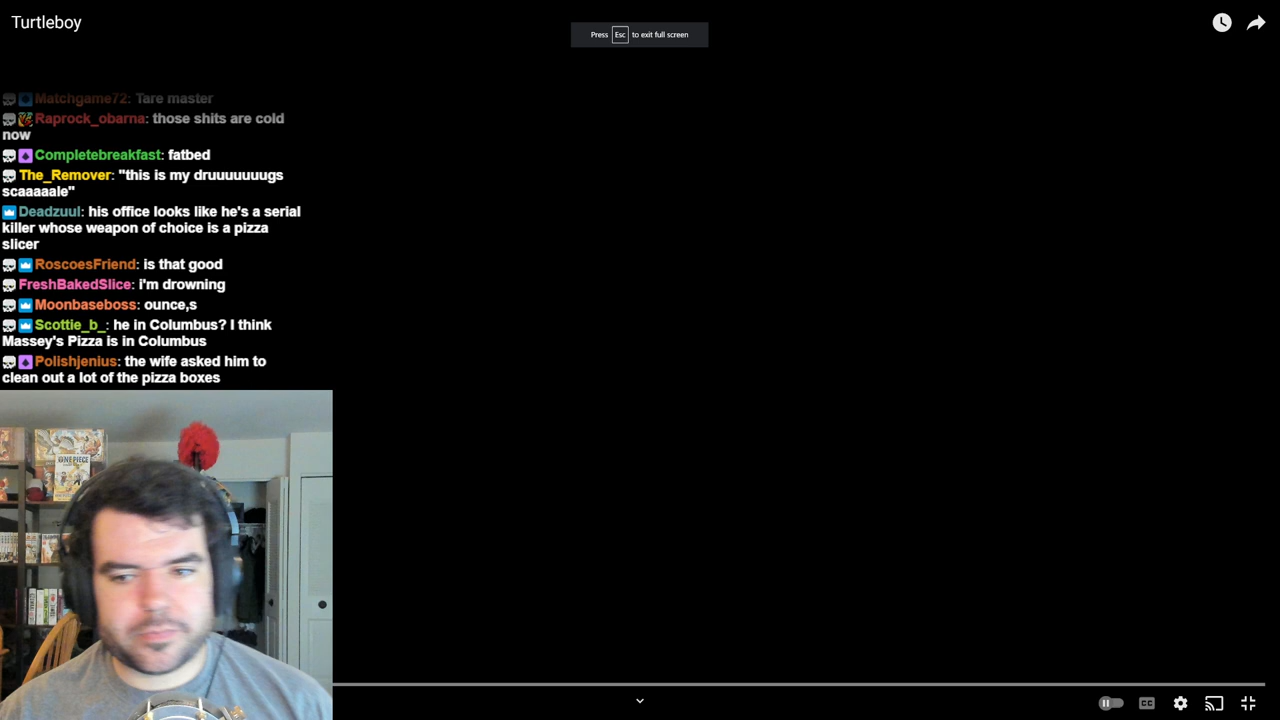 Turtleboy
Press Esc to exit full screen
Matchgame72: Tare master
Raprock_obarna: those shits are cold
now
Completebreakfast: fatbed
The_Remover: "this is my druuuuuuugs
scaaaaale"
Deadzuul: his office looks like he's a serial
killer whose weapon of choice is a pizza
slicer
RoscoesFriend: is that good
FreshBakedSlice: i'm drowning
Moonbaseboss: ounce,s
Scottie_b_: he in Columbus? I think
Massey's Pizza is in Columbus
Polishjenius: the wife asked him to
clean out a lot of the pizza boxes
ONE PIECE
CC